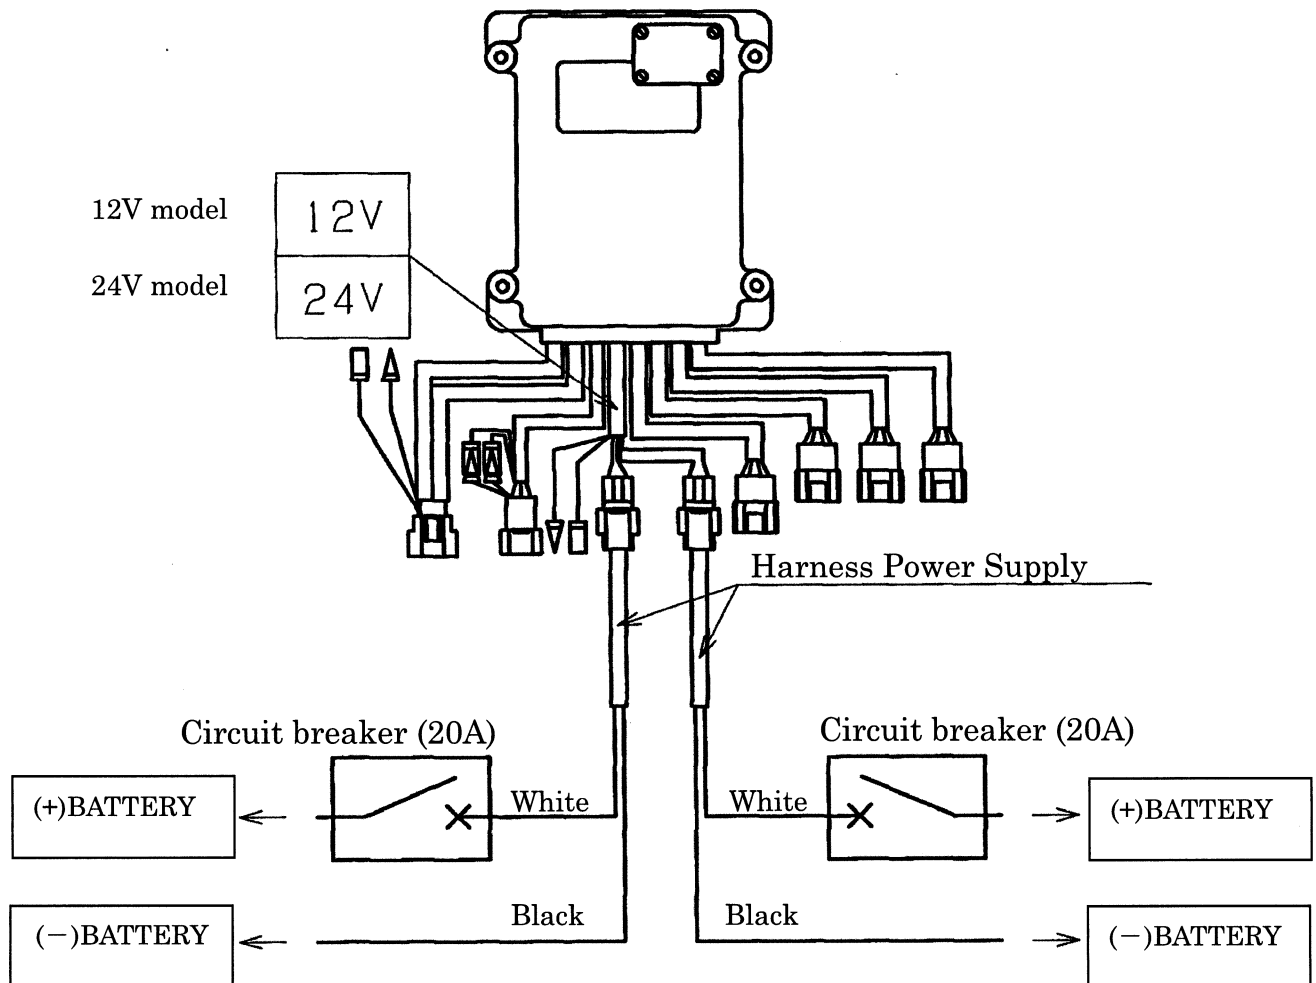 12V model
12V
24V model
24V
Harness Power Supply
Circuit breaker (20A)
Circuit breaker (20A)
(+)BATTERY
White
White
(+)BATTERY
(−)BATTERY
Black
Black
(−)BATTERY